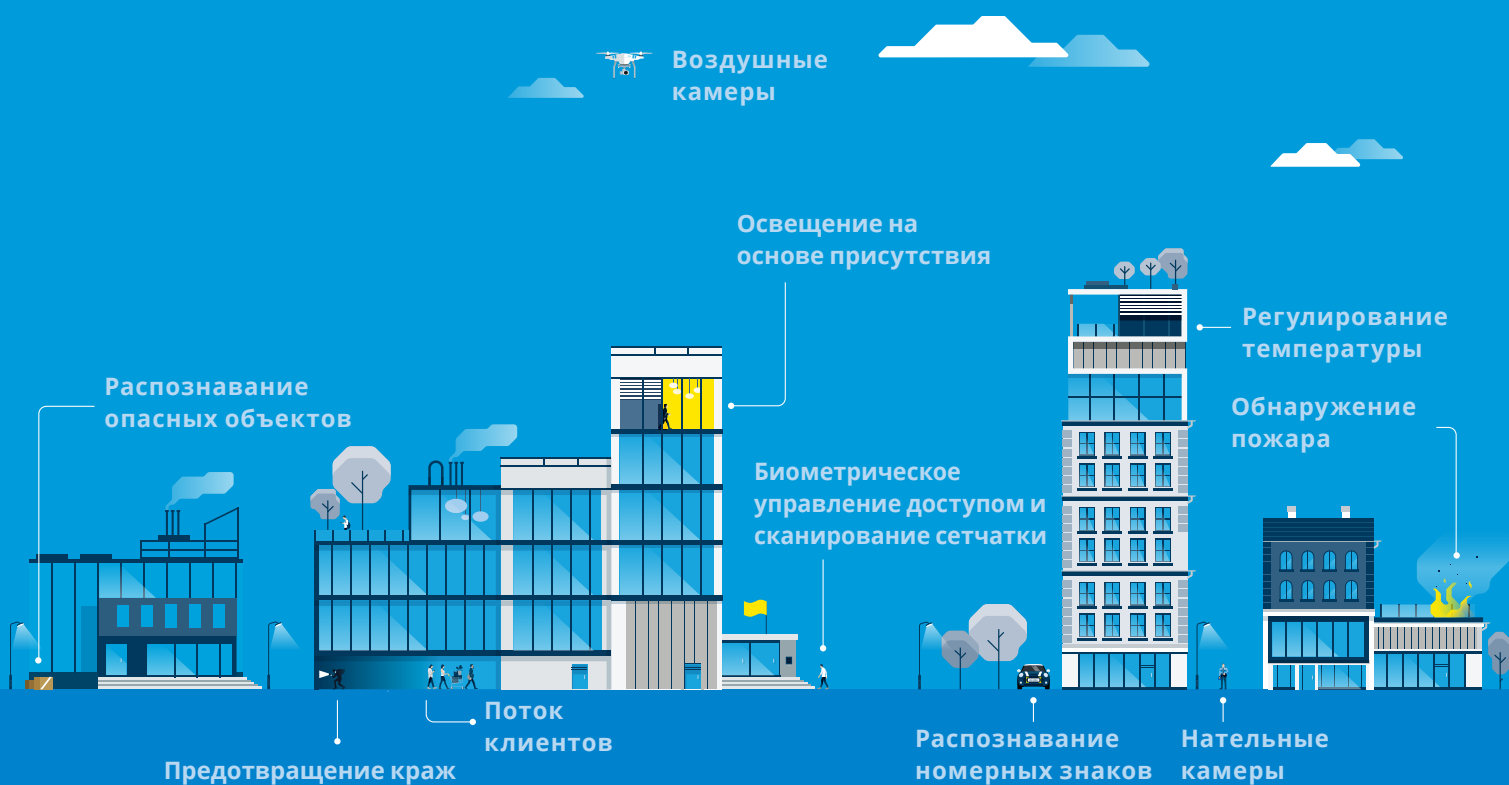 Воздушные
камеры
Освещение на
основе присутствия
Регулирование
температуры
Распознавание
опасных объектов
Обнаружение
пожара
Биометрическое
управление доступом и
сканирование сетчатки
Поток
клиентов
Предотвращение краж
Распознавание
номерных знаков
Нательные
камеры